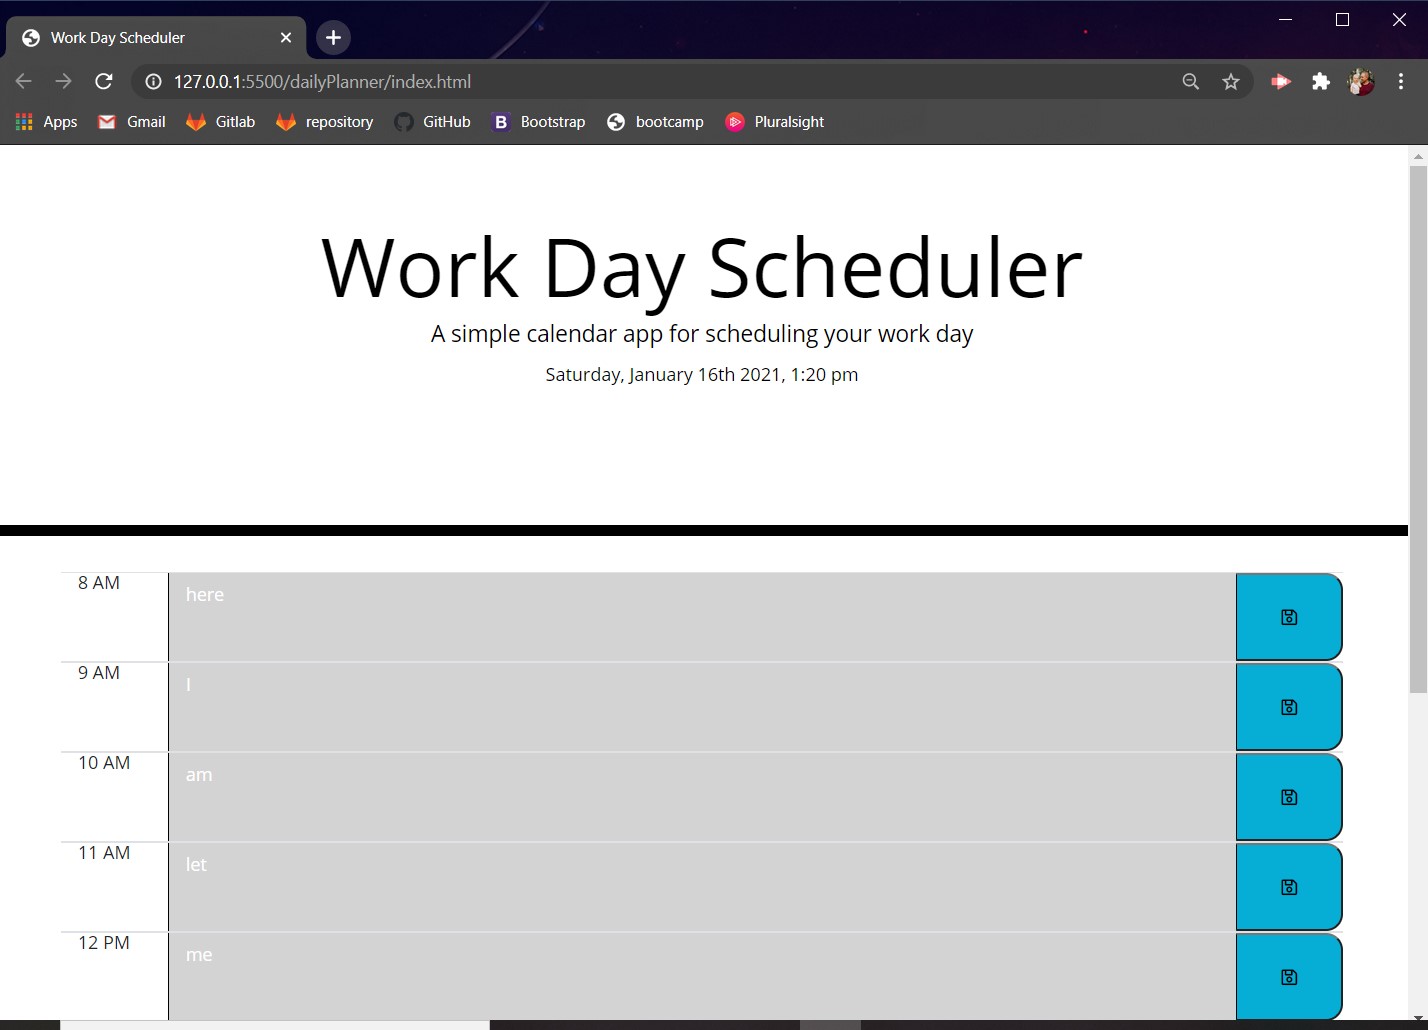 Work Day Scheduler
127.0.0.1:5500/dailyPlanner/index.html
Apps Gmail Gitlab repository GitHub B Bootstrap bootcamp Pluralsight
Work Day Scheduler
A simple calendar app for scheduling your work day
Saturday, January 16th 2021, 1:20 pm
8 AM here
9 AM I
10 AM am
11 AM let
12 PM me